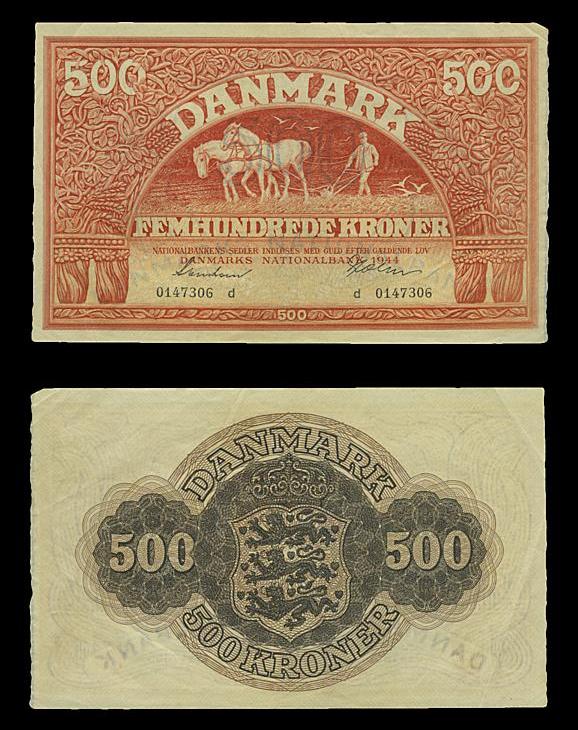 500 500
DANMARK
FEMHUNDREDE KRONER
NATIONALBANKENS SEDLER INDLØSES MED GULD EFTER GÆLDENDE LOV
DANMARKS NATIONALBANK 1944
0147306 d d 0147306
500
DANMARK
500 500
500 KRONER